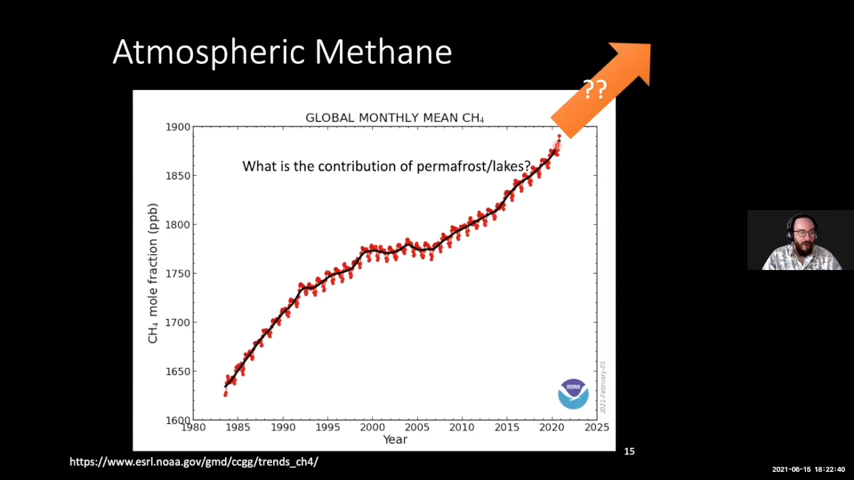 Atmospheric Methane
??
GLOBAL MONTHLY MEAN CH₄
What is the contribution of permafrost/lakes?
CH₄ mole fraction (ppb)
1900
1850
1800
1750
1700
1650
1600
1980 1985 1990 1995 2000 2005 2010 2015 2020 2025
Year
NOAA
2021-February-05
15
https://www.esrl.noaa.gov/gmd/ccgg/trends_ch4/
2021-06-15 18:22:40